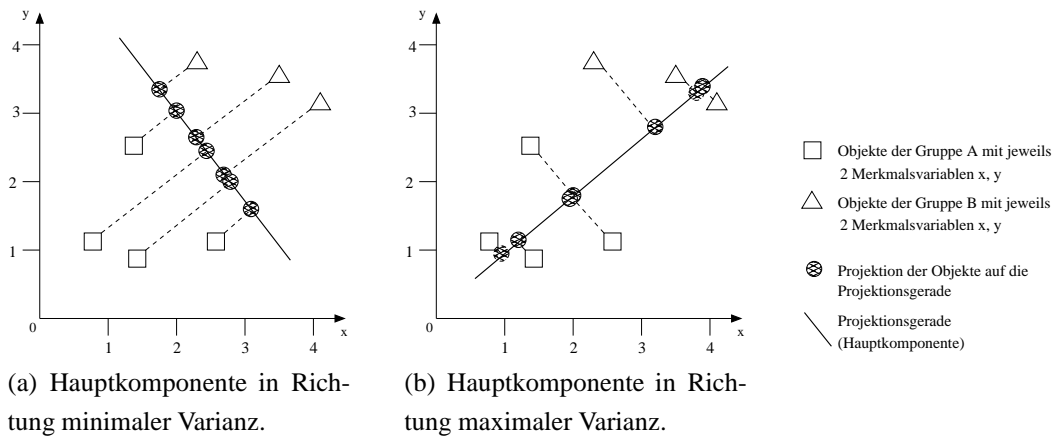 y
4
3
2
1
0
1
2
3
4
x
(a) Hauptkomponente in Rich-
tung minimaler Varianz.
y
4
3
2
1
0
1
2
3
4
x
(b) Hauptkomponente in Rich-
tung maximaler Varianz.
Objekte der Gruppe A mit jeweils
2 Merkmalsvariablen x, y
Objekte der Gruppe B mit jeweils
2 Merkmalsvariablen x, y
Projektion der Objekte auf die
Projektionsgerade
Projektionsgerade
(Hauptkomponente)